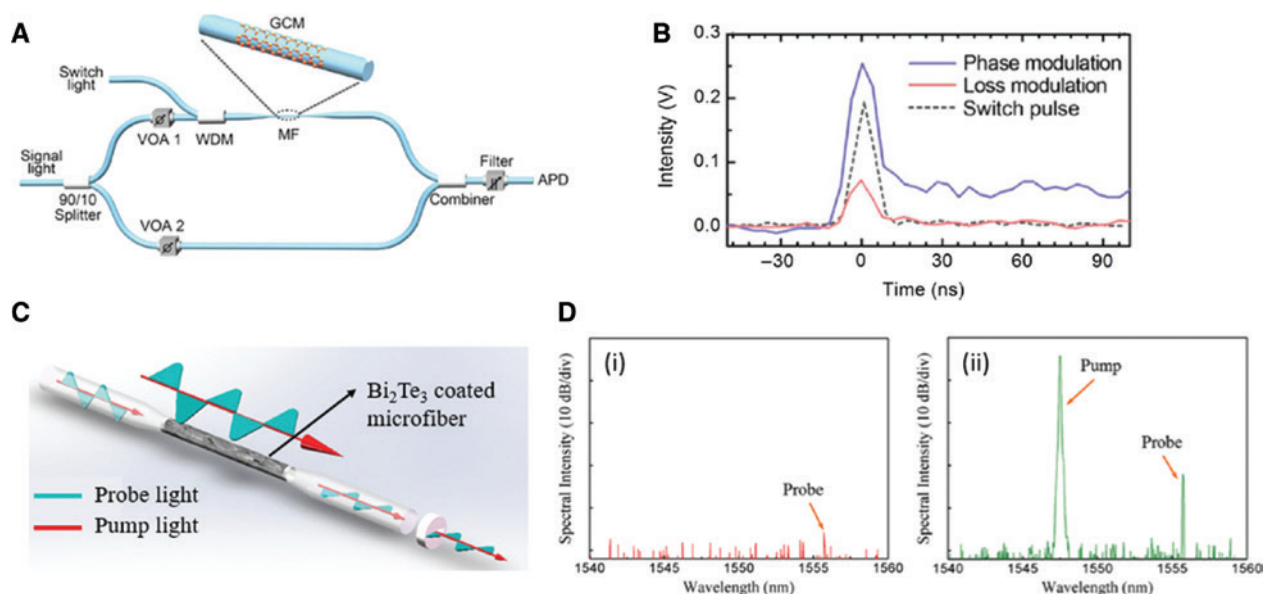 A
GCM
Switch
light
VOA 1
WDM
MF
Signal
light
90/10
Splitter
VOA 2
Combiner
Filter
APD
B
0.3
0.2
0.1
0.0
Intensity (V)
Phase modulation
Loss modulation
Switch pulse
−30
0
30
60
90
Time (ns)
C
Bi₂Te₃ coated
microfiber
Probe light
Pump light
D
(i)
Spectral Intensity (10 dB/div)
Probe
1540
1545
1550
1555
1560
Wavelength (nm)
(ii)
Spectral Intensity (10 dB/div)
Pump
Probe
1540
1545
1550
1555
1560
Wavelength (nm)